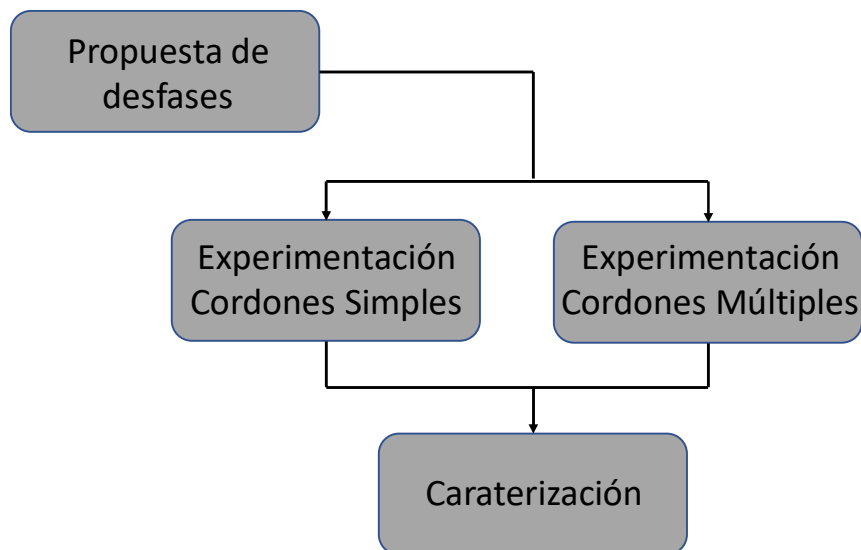 Propuesta de
desfases
Experimentación
Cordones Simples
Experimentación
Cordones Múltiples
Caraterización